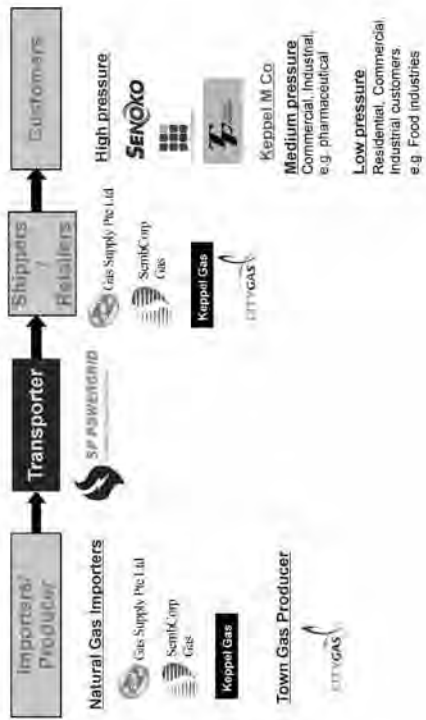 Importers/
Producer
Transporter
Shippers
/
Retailers
Customers
Natural Gas Importers
Gas Supply Pte Ltd
SembCorp
Gas
Keppel Gas
Town Gas Producer
CITYGAS
SP POWERGRID
Gas Supply Pte Ltd
SembCorp
Gas
Keppel Gas
CITYGAS
High pressure
SENOKO
Keppel M Co
Medium pressure
Commercial, Industrial,
e.g. pharmaceutical
Low pressure
Residential, Commercial,
Industrial customers.
e.g. Food industries